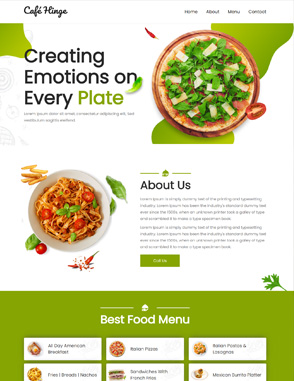 Café Hinge
Home About Menu Contact
Creating
Emotions on
Every Plate
Lorem ipsum dolor sit amet, consectetur adipiscing elit, sed
vestibulum
About Us
Lorem Ipsum is simply dummy text of the printing and typesetting
industry. Lorem Ipsum has been the industry's standard dummy text
ever since the 1500s, when an unknown printer took a galley of type
and scrambled it to make a type specimen book.
Lorem Ipsum is simply dummy text of the printing and typesetting
industry. Lorem Ipsum has been the industry's standard dummy text
ever since the 1500s, when an unknown printer took a galley of type
and scrambled it to make type specimen book.
Call Us
Best Food Menu
All Day American
Breakfast
Italian Pizzas
Italian Pastas &
Lasagnas
Fries | Breads | Nachos
Sandwiches With
French Fries
Mexican Burrito Platter